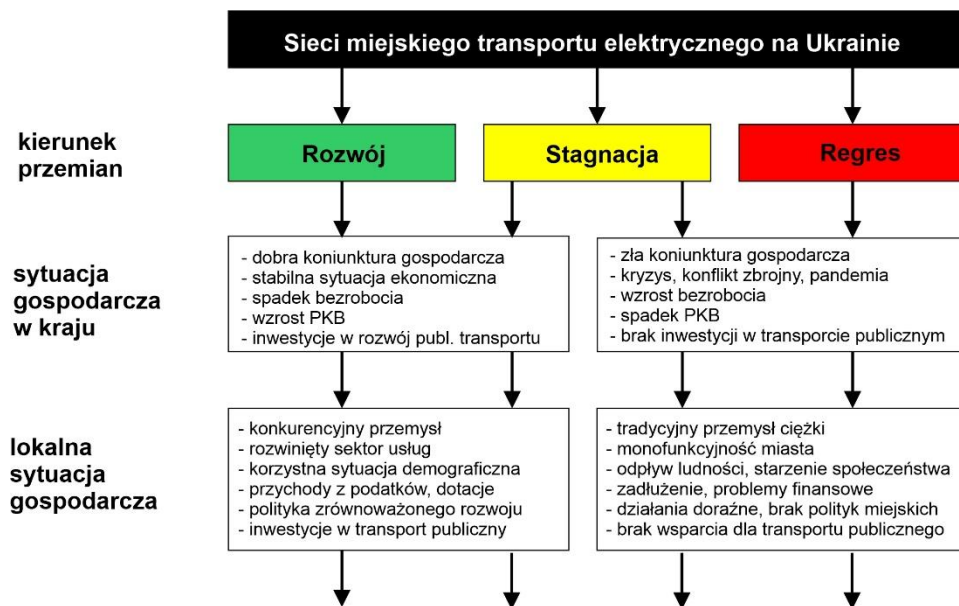 Sieci miejskiego transportu elektrycznego na Ukrainie
kierunek
przemian
Rozwój
Stagnacja
Regres
sytuacja
gospodarcza
w kraju
- dobra koniunktura gospodarcza
- stabilna sytuacja ekonomiczna
- spadek bezrobocia
- wzrost PKB
- inwestycje w rozwój publ. transportu
- zła koniunktura gospodarcza
- kryzys, konflikt zbrojny, pandemia
- wzrost bezrobocia
- spadek PKB
- brak inwestycji w transporcie publicznym
lokalna
sytuacja
gospodarcza
- konkurencyjny przemysł
- rozwinięty sektor usług
- korzystna sytuacja demograficzna
- przychody z podatków, dotacje
- polityka zrównoważonego rozwoju
- inwestycje w transport publiczny
- tradycyjny przemysł ciężki
- monofunkcyjność miasta
- odpływ ludności, starzenie społeczeństwa
- zadłużenie, problemy finansowe
- działania doraźne, brak polityk miejskich
- brak wsparcia dla transportu publicznego